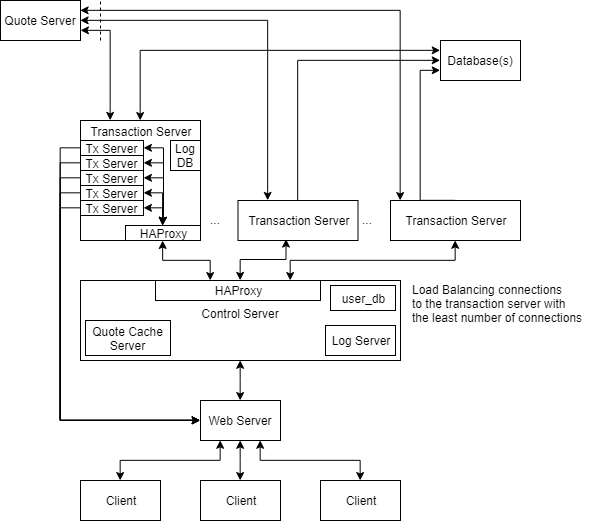 Quote Server
Database(s)
Transaction Server
Tx Server
Tx Server
Tx Server
Tx Server
Tx Server
Log
DB
HAProxy
...
Transaction Server
...
Transaction Server
HAProxy
Control Server
user_db
Quote Cache
Server
Log Server
Load Balancing connections
to the transaction server with
the least number of connections
Web Server
Client
Client
Client